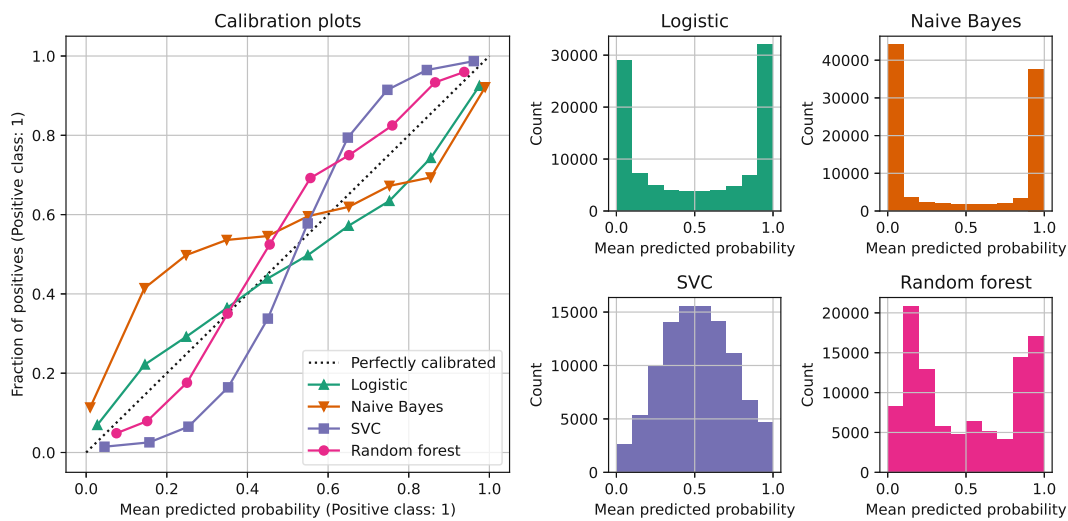 Calibration plots
1.0
0.8
0.6
0.4
0.2
0.0
Fraction of positives (Positive class: 1)
0.0 0.2 0.4 0.6 0.8 1.0
Mean predicted probability (Positive class: 1)
Perfectly calibrated
Logistic
Naive Bayes
SVC
Random forest
Logistic
30000
20000
10000
0
Count
0.0 0.5 1.0
Mean predicted probability
Naive Bayes
40000
30000
20000
10000
0
Count
0.0 0.5 1.0
Mean predicted probability
SVC
15000
10000
5000
0
Count
0.0 0.5 1.0
Mean predicted probability
Random forest
20000
15000
10000
5000
0
Count
0.0 0.5 1.0
Mean predicted probability